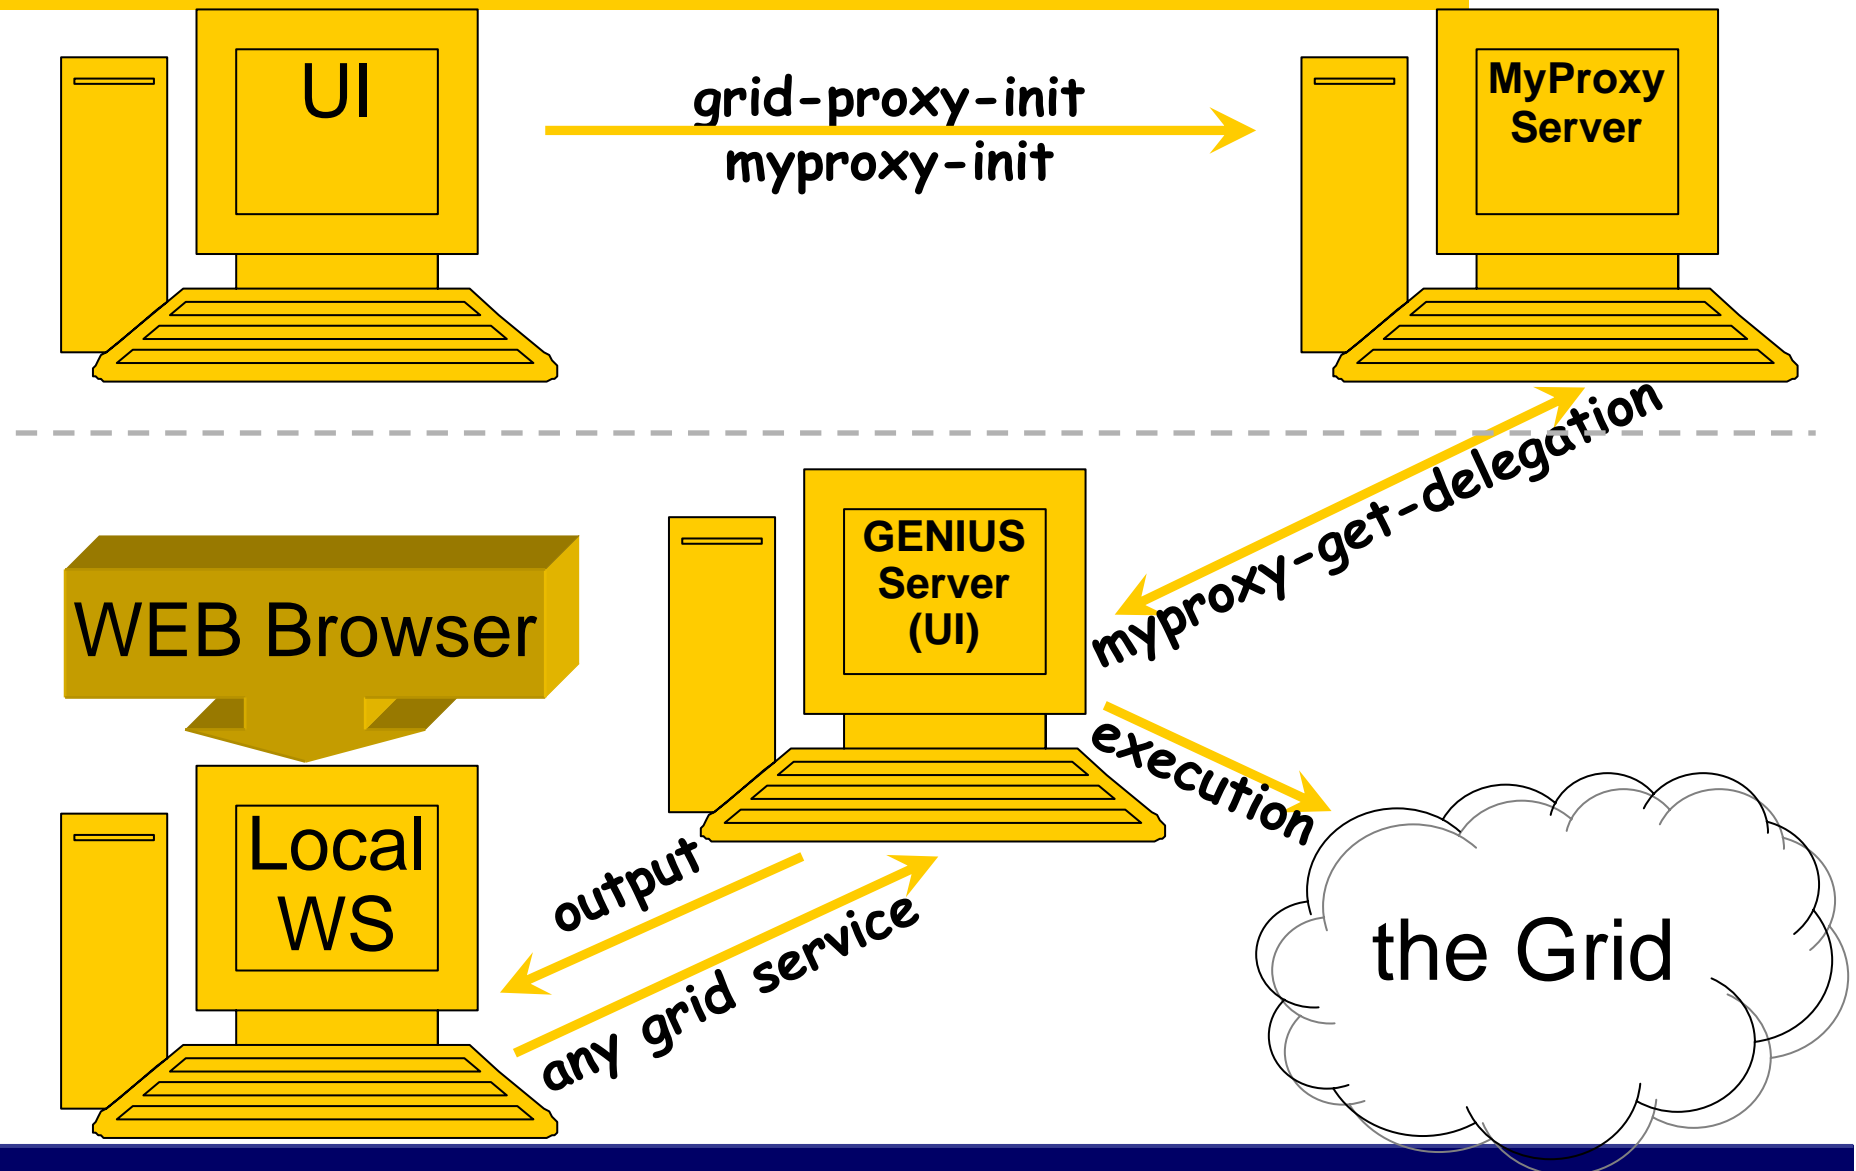 UI
grid-proxy-init
myproxy-init
MyProxy
Server
myproxy-get-delegation
GENIUS
Server
(UI)
WEB Browser
execution
Local
WS
output
any grid service
the Grid